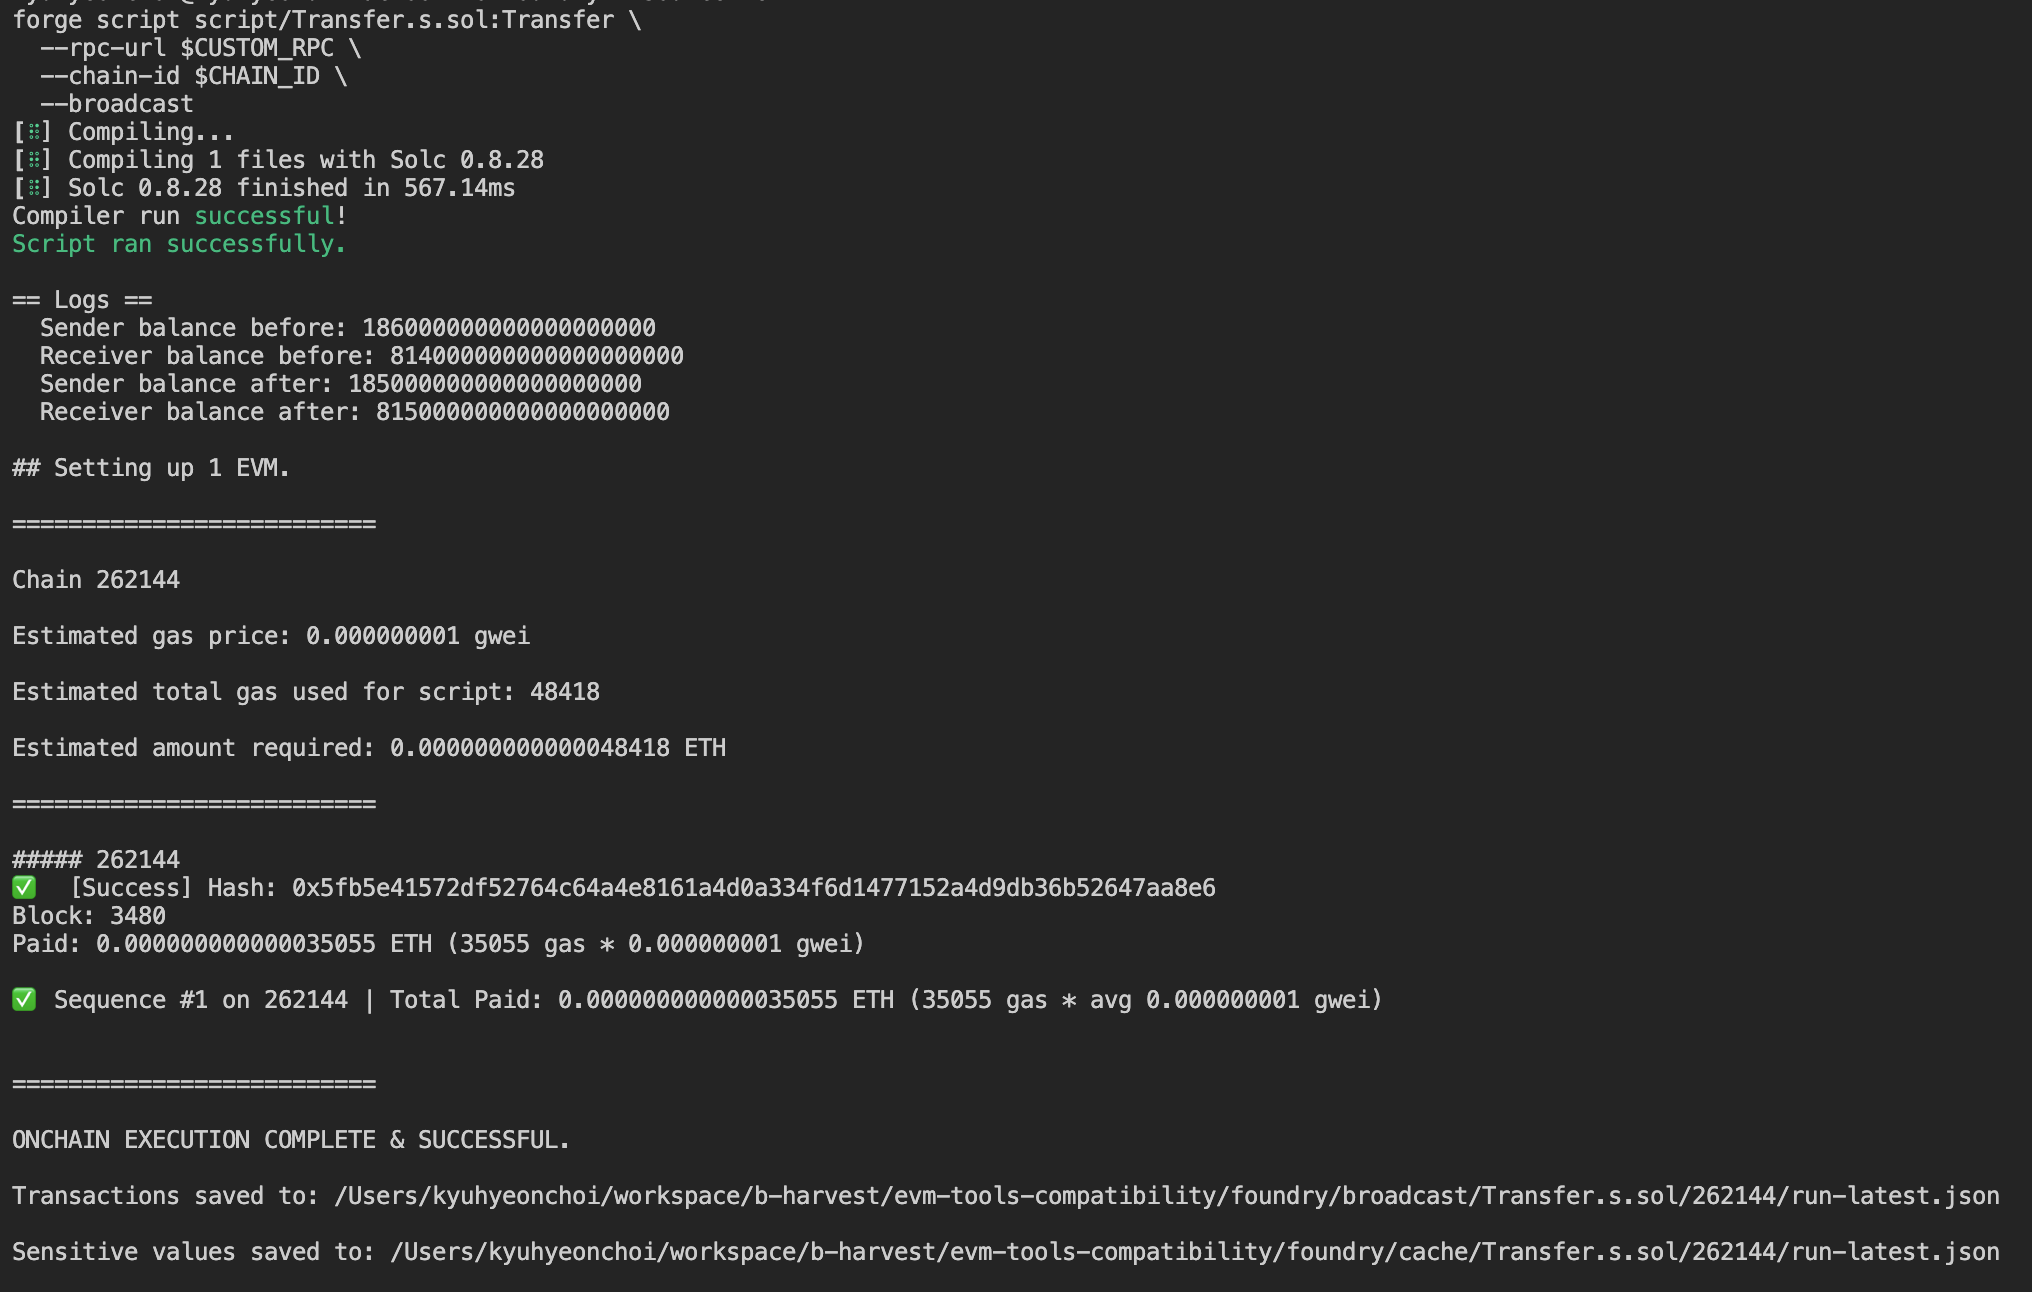 forge script script/Transfer.s.sol:Transfer \
--rpc-url $CUSTOM_RPC \
--chain-id $CHAIN_ID \
--broadcast
[⠿] Compiling...
[⠿] Compiling 1 files with Solc 0.8.28
[⠿] Solc 0.8.28 finished in 567.14ms
Compiler run successful!
Script ran successfully.
== Logs ==
Sender balance before: 186000000000000000000
Receiver balance before: 814000000000000000000
Sender balance after: 185000000000000000000
Receiver balance after: 815000000000000000000
## Setting up 1 EVM.
==========================
Chain 262144
Estimated gas price: 0.000000001 gwei
Estimated total gas used for script: 48418
Estimated amount required: 0.000000000000048418 ETH
==========================
##### 262144
✅  [Success] Hash: 0x5fb5e41572df52764c64a4e8161a4d0a334f6d1477152a4d9db36b52647aa8e6
Block: 3480
Paid: 0.000000000000035055 ETH (35055 gas * 0.000000001 gwei)
✅ Sequence #1 on 262144 | Total Paid: 0.000000000000035055 ETH (35055 gas * avg 0.000000001 gwei)
==========================
ONCHAIN EXECUTION COMPLETE & SUCCESSFUL.
Transactions saved to: /Users/kyuhyeonchoi/workspace/b-harvest/evm-tools-compatibility/foundry/broadcast/Transfer.s.sol/262144/run-latest.json
Sensitive values saved to: /Users/kyuhyeonchoi/workspace/b-harvest/evm-tools-compatibility/foundry/cache/Transfer.s.sol/262144/run-latest.json